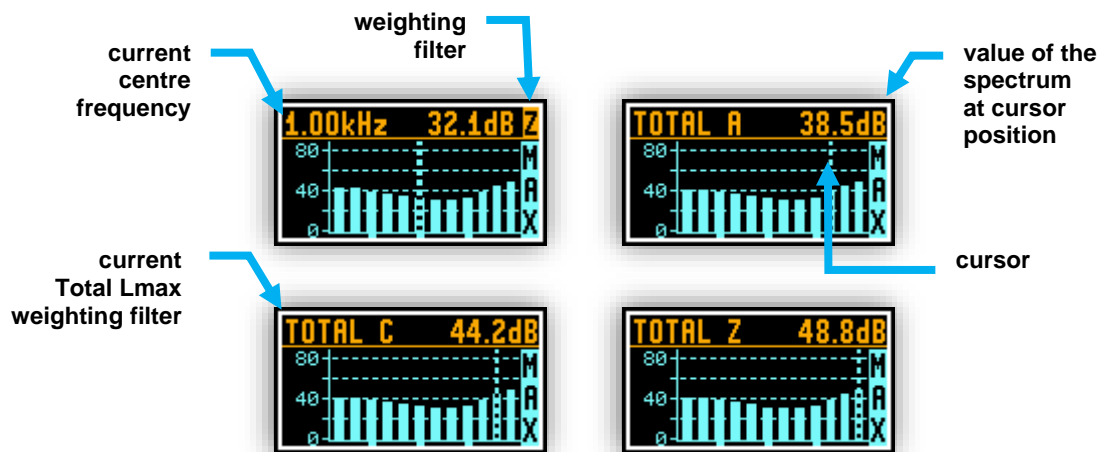 weighting
filter
current
centre
frequency
value of the
spectrum
at cursor
position
1.00kHz 32.1dB Z
80
40
0
M
A
X
TOTAL A 38.5dB
80
40
0
M
A
X
cursor
current
Total Lmax
weighting filter
TOTAL C 44.2dB
80
40
0
M
A
X
TOTAL Z 48.8dB
80
40
0
M
A
X